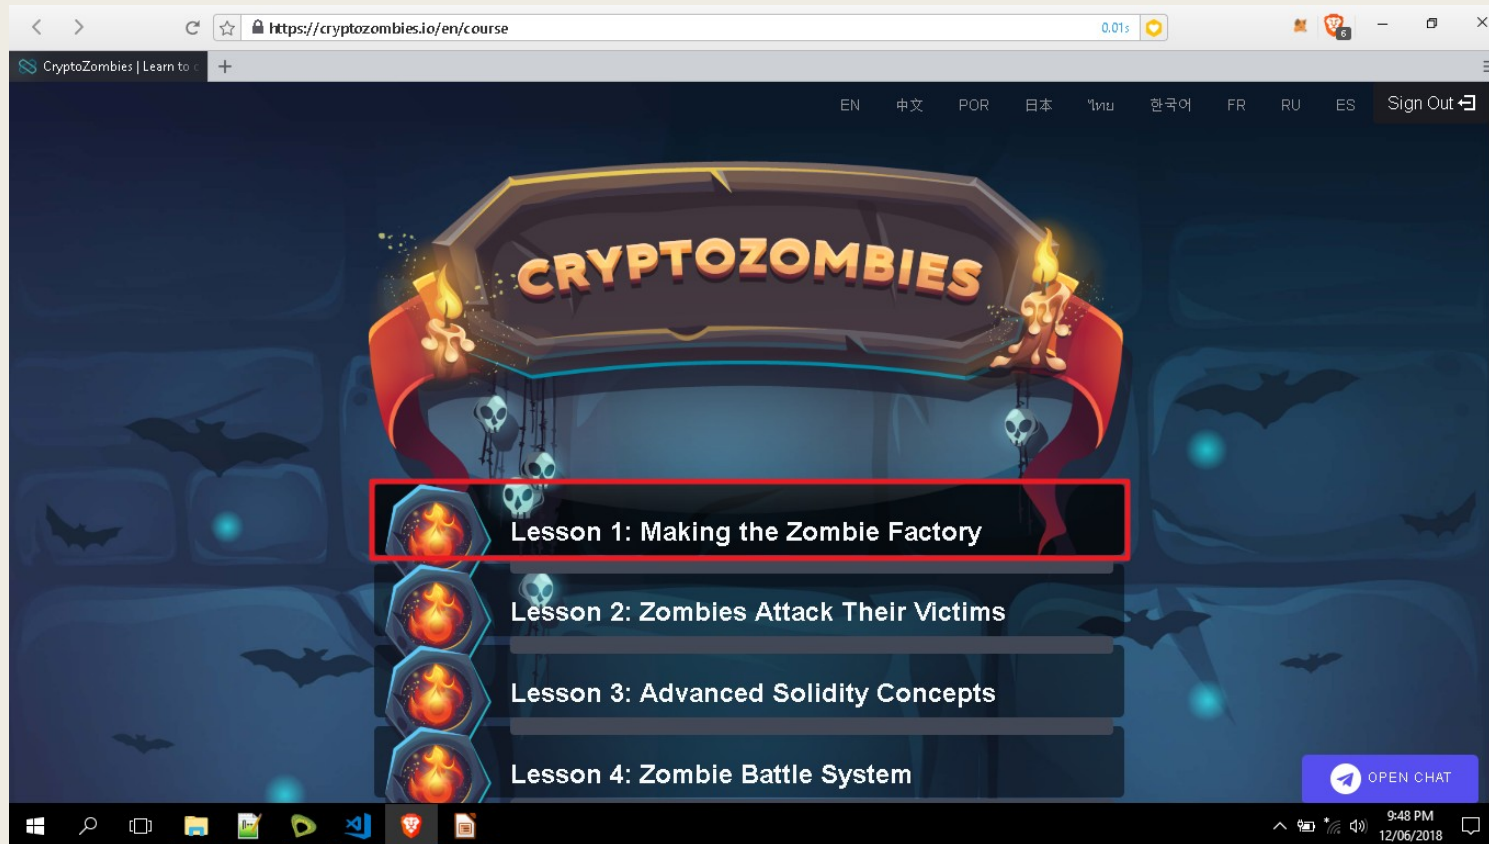 https://cryptozombies.io/en/course
0.01s
6
CryptoZombies | Learn to c
EN 中文 POR 日本 ไทย 한국어 FR RU ES Sign Out
CRYPTOZOMBIES
Lesson 1: Making the Zombie Factory
Lesson 2: Zombies Attack Their Victims
Lesson 3: Advanced Solidity Concepts
Lesson 4: Zombie Battle System
OPEN CHAT
9:48 PM
12/06/2018